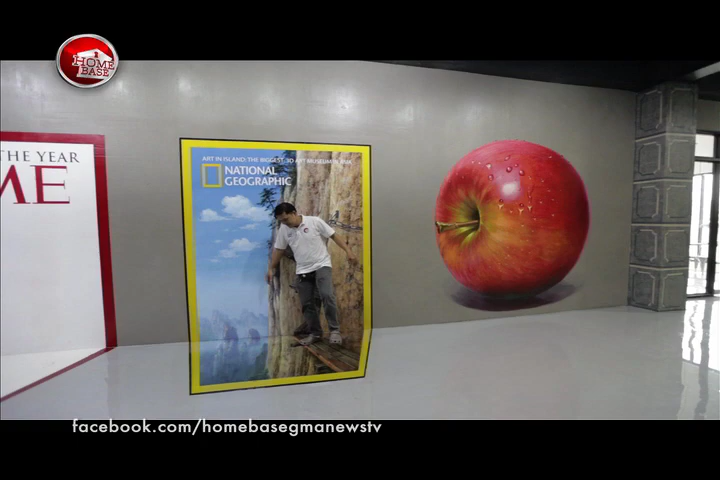 HOME
BASE
THE YEAR
ME
ART IN ISLAND: THE BIGGEST 3D ART MUSEUM IN ASIA
NATIONAL
GEOGRAPHIC
facebook.com/homebasegmanewstv